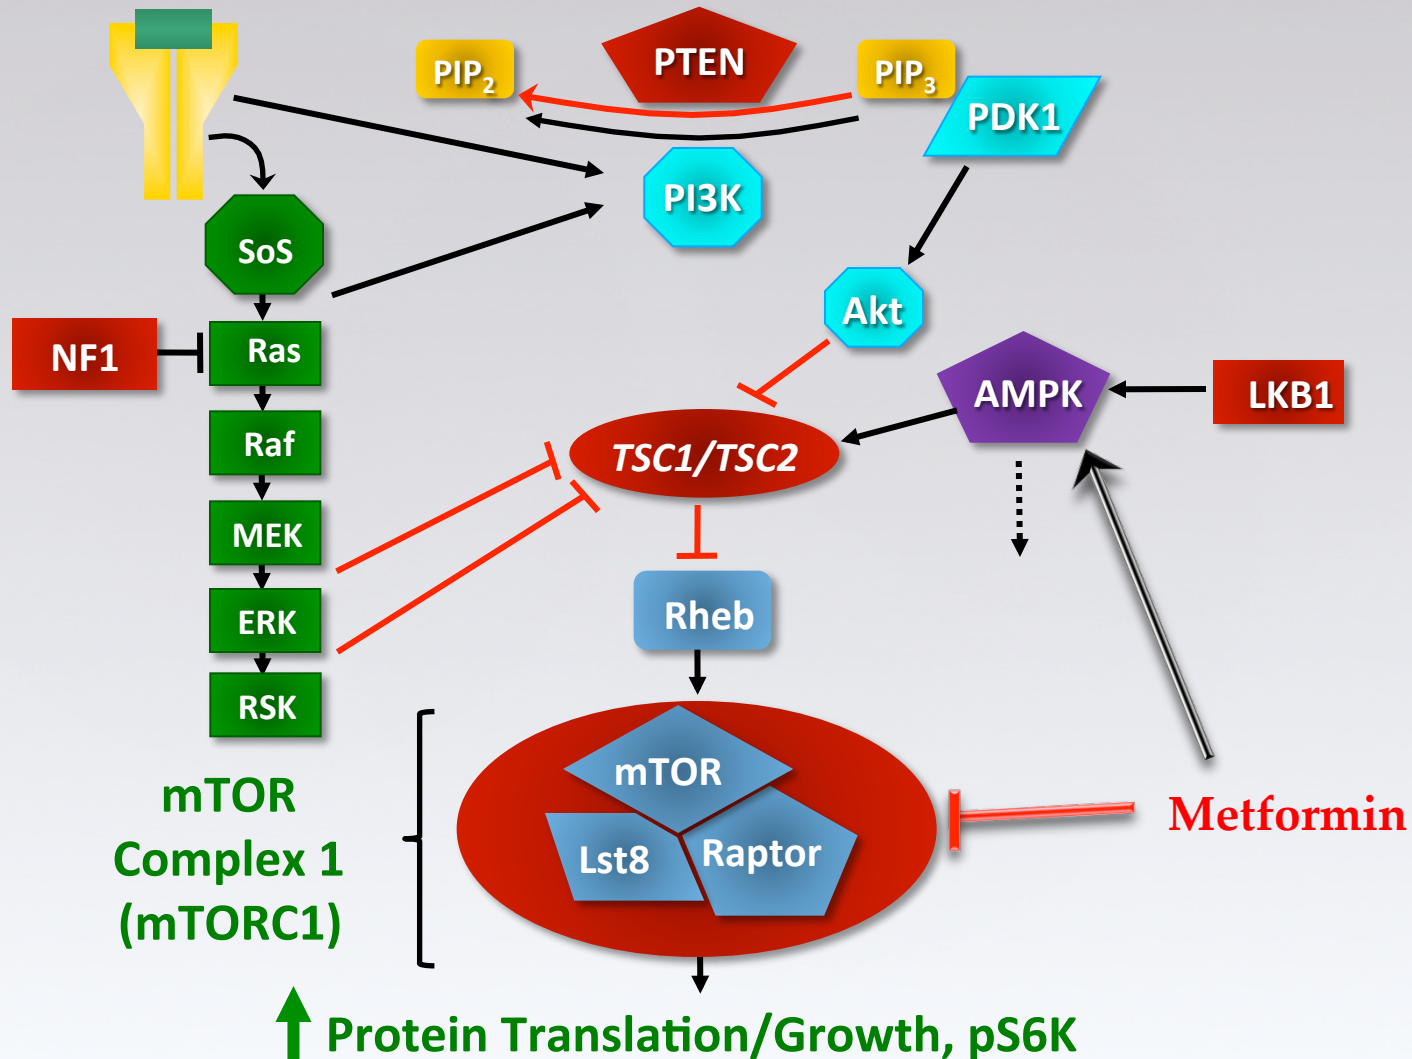 PIP2
PTEN
PIP3
PDK1
PI3K
SoS
Akt
NF1
Ras
AMPK
LKB1
Raf
TSC1/TSC2
MEK
Rheb
ERK
RSK
mTOR
Complex 1
(mTORC1)
mTOR
Lst8
Raptor
Metformin
Protein Translation/Growth, pS6K